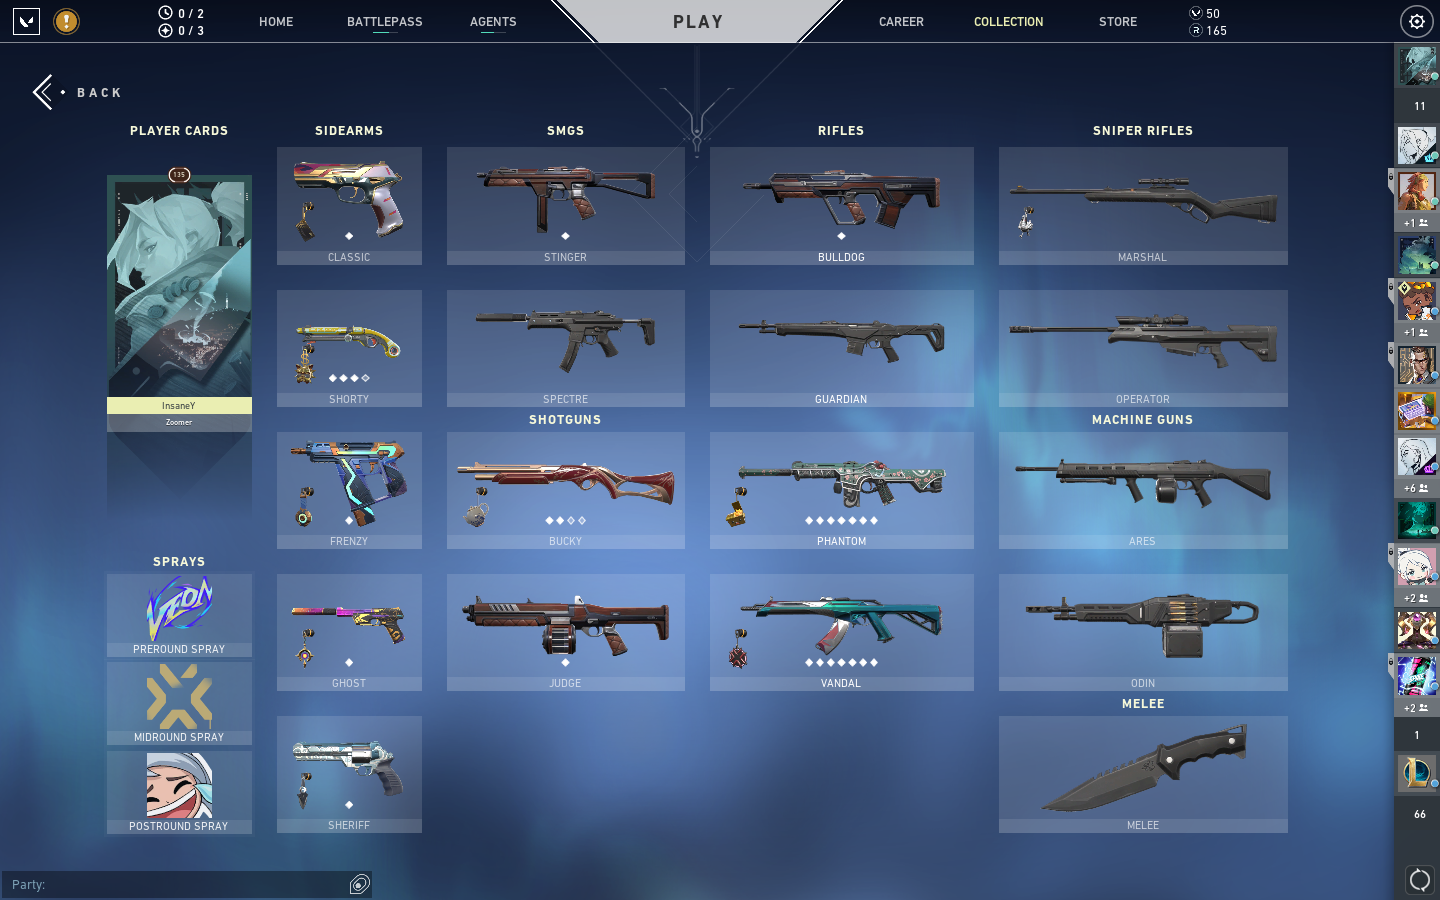 0 / 2
0 / 3
HOME
BATTLEPASS
AGENTS
PLAY
CAREER
COLLECTION
STORE
50
165
BACK
11
PLAYER CARDS
SIDEARMS
SMGS
RIFLES
SNIPER RIFLES
135
+1
CLASSIC
STINGER
BULLDOG
MARSHAL
+1
SHORTY
SPECTRE
GUARDIAN
OPERATOR
InsaneY
Zoomer
SHOTGUNS
MACHINE GUNS
+6
FRENZY
BUCKY
PHANTOM
ARES
SPRAYS
+2
PREROUND SPRAY
GHOST
JUDGE
VANDAL
ODIN
MELEE
+2
MIDROUND SPRAY
1
66
POSTROUND SPRAY
SHERIFF
MELEE
Party: